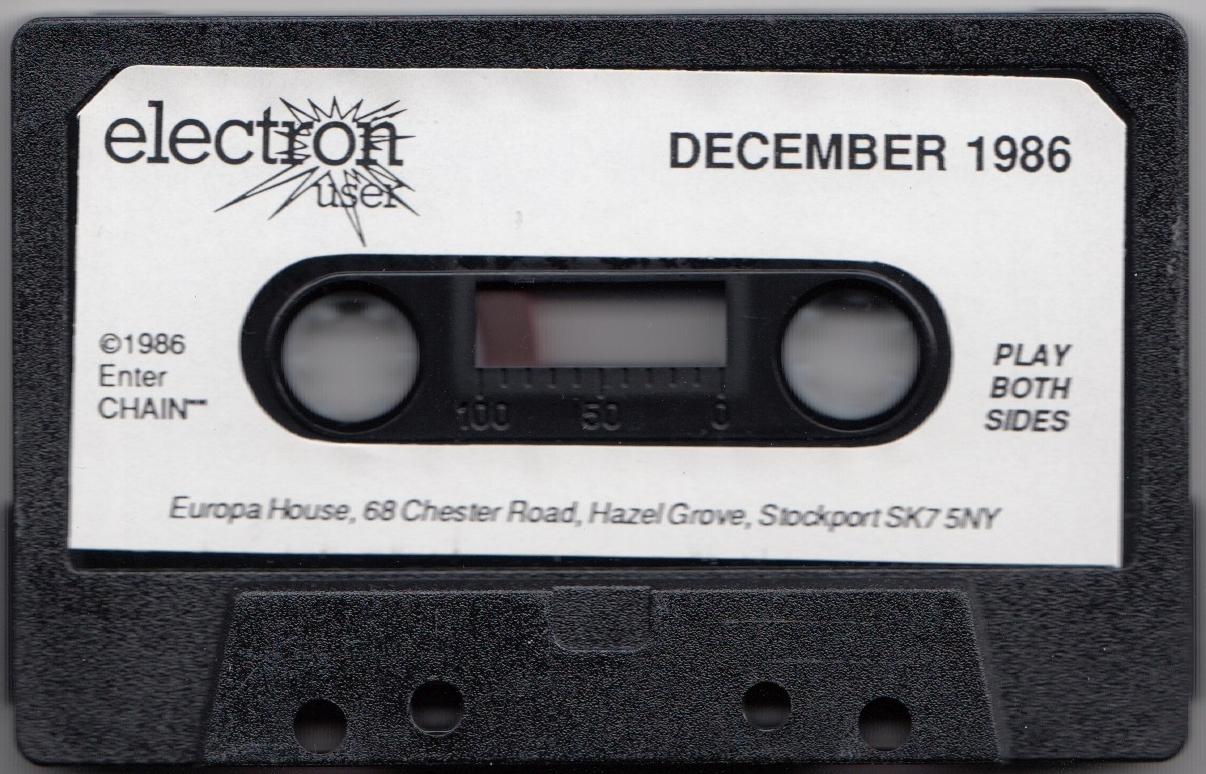 electron
user
DECEMBER 1986
©1986
Enter
CHAIN""
PLAY
BOTH
SIDES
100 50 0
Europa House, 68 Chester Road, Hazel Grove, Stockport SK7 5NY